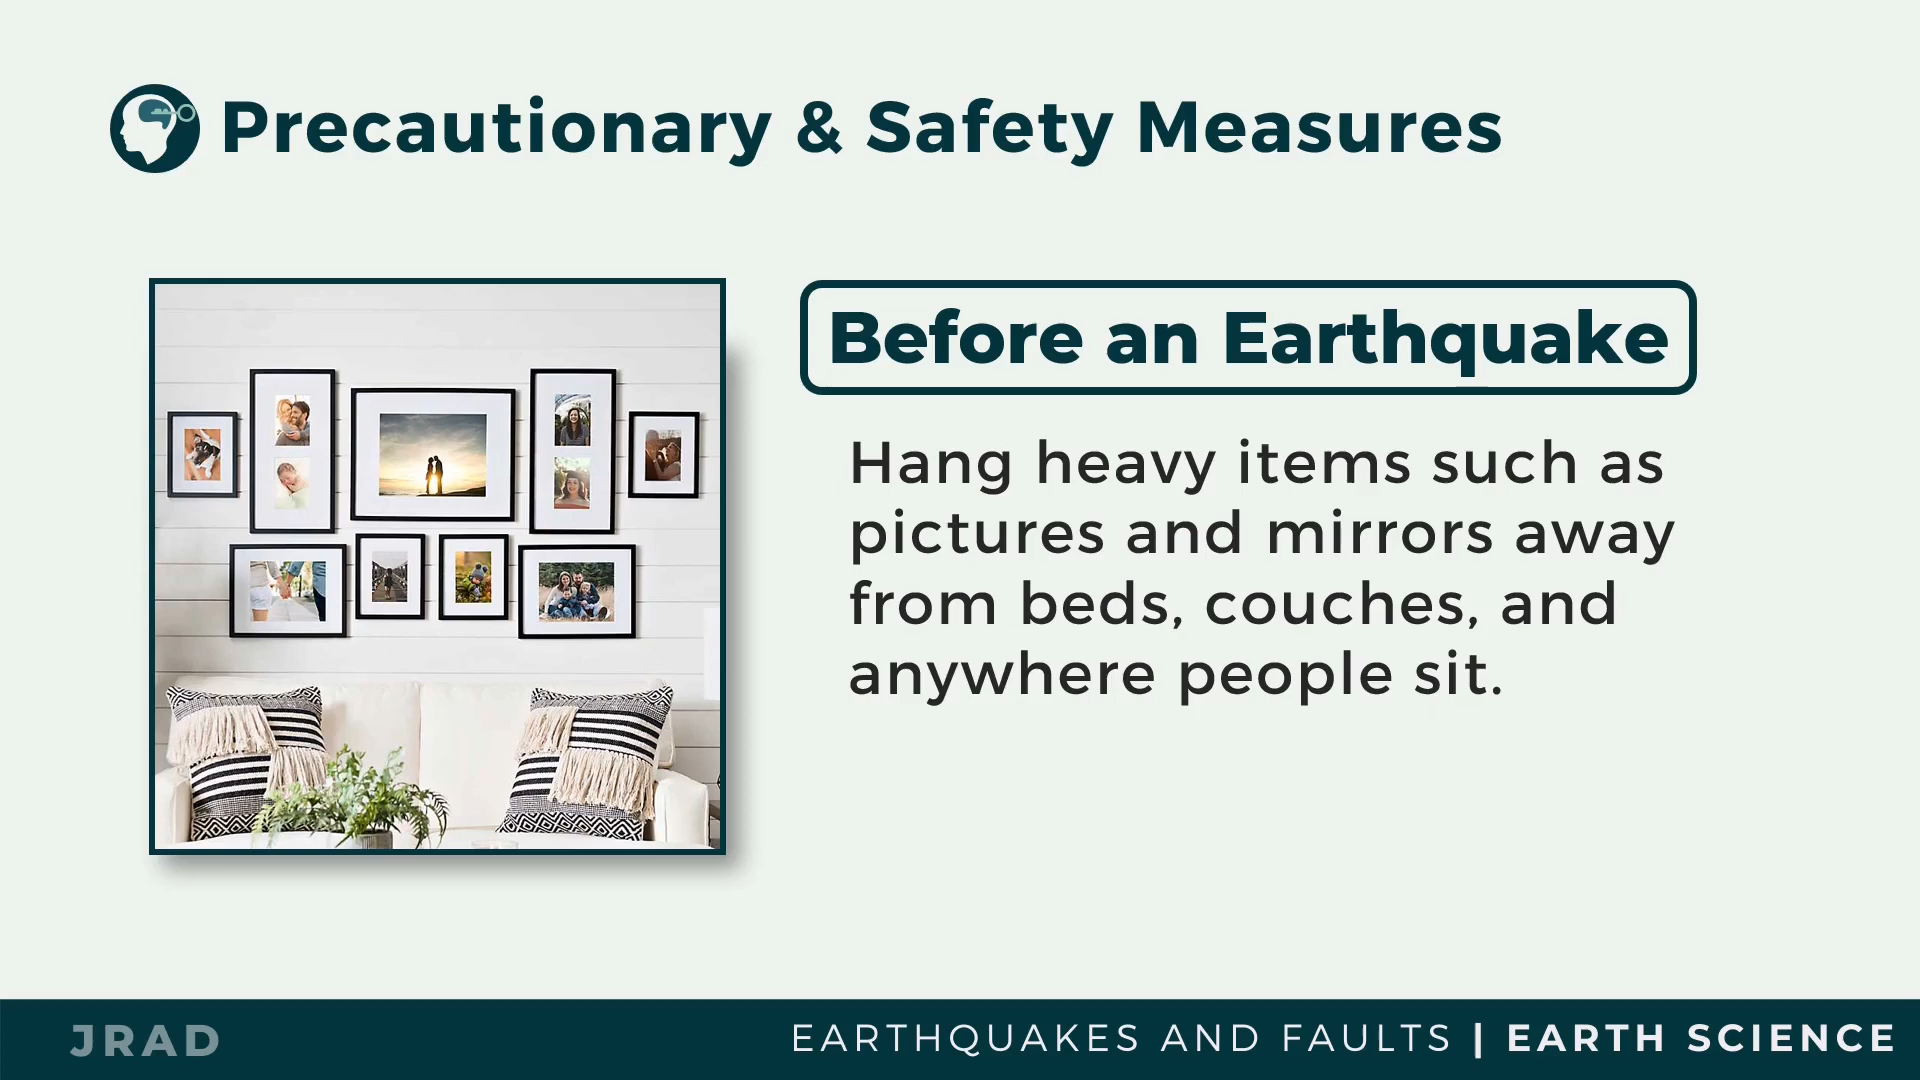 Precautionary & Safety Measures
Before an Earthquake
Hang heavy items such as
pictures and mirrors away
from beds, couches, and
anywhere people sit.
JRAD
EARTHQUAKES AND FAULTS | EARTH SCIENCE